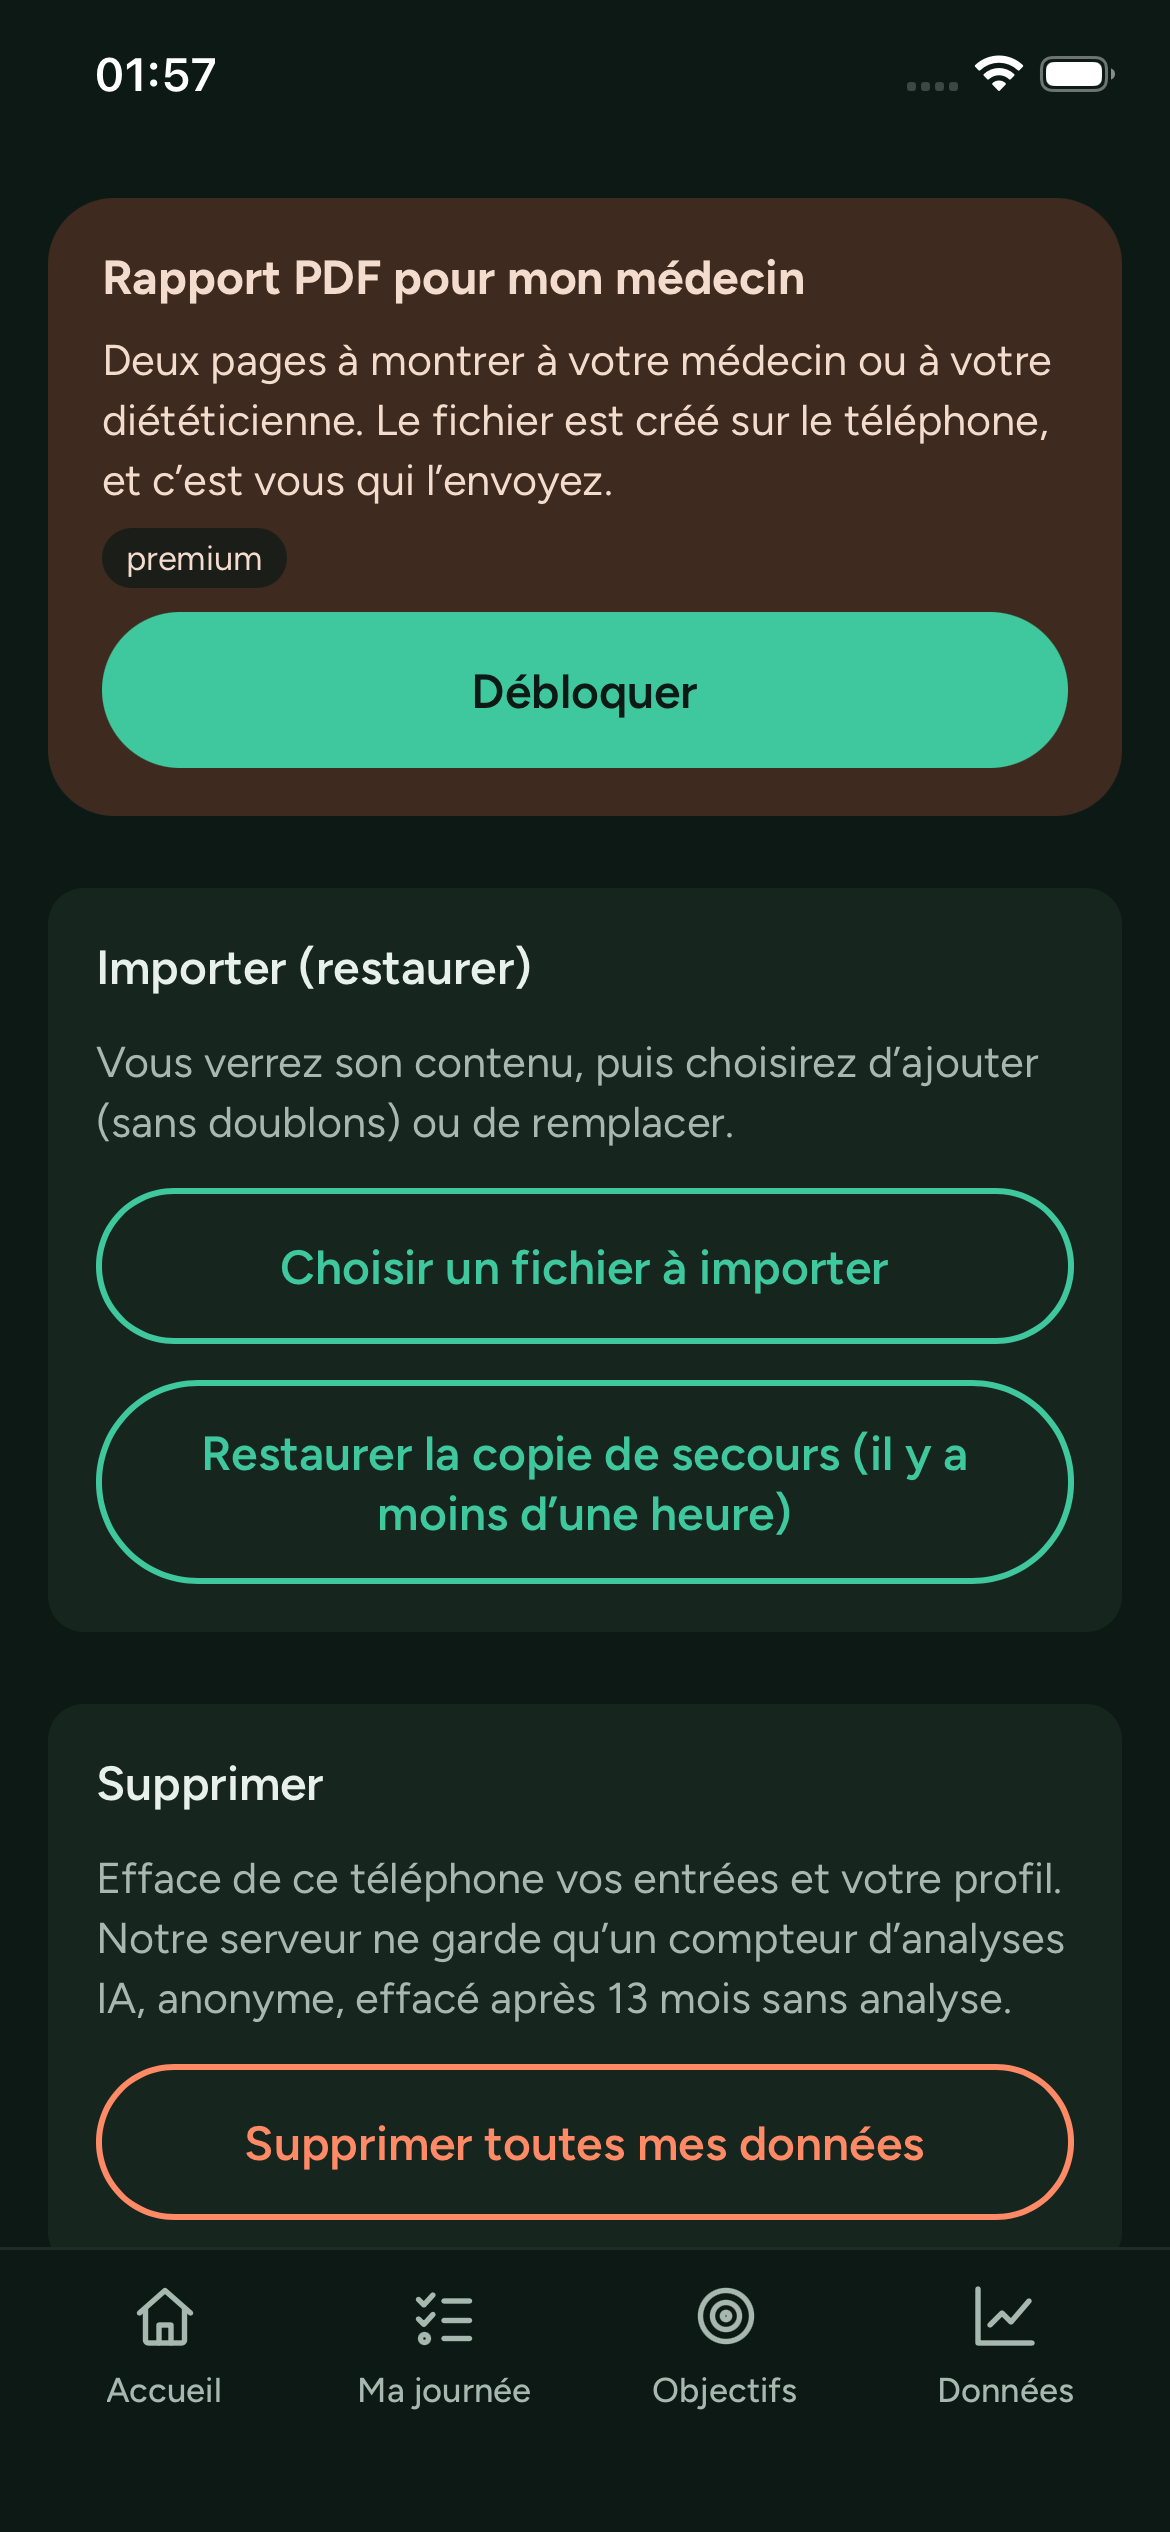 01:57
Rapport PDF pour mon médecin
Deux pages à montrer à votre médecin ou à votre
diététicienne. Le fichier est créé sur le téléphone,
et c’est vous qui l’envoyez.
premium
Débloquer
Importer (restaurer)
Vous verrez son contenu, puis choisirez d’ajouter
(sans doublons) ou de remplacer.
Choisir un fichier à importer
Restaurer la copie de secours (il y a
moins d’une heure)
Supprimer
Efface de ce téléphone vos entrées et votre profil.
Notre serveur ne garde qu’un compteur d’analyses
IA, anonyme, effacé après 13 mois sans analyse.
Supprimer toutes mes données
Accueil
Ma journée
Objectifs
Données